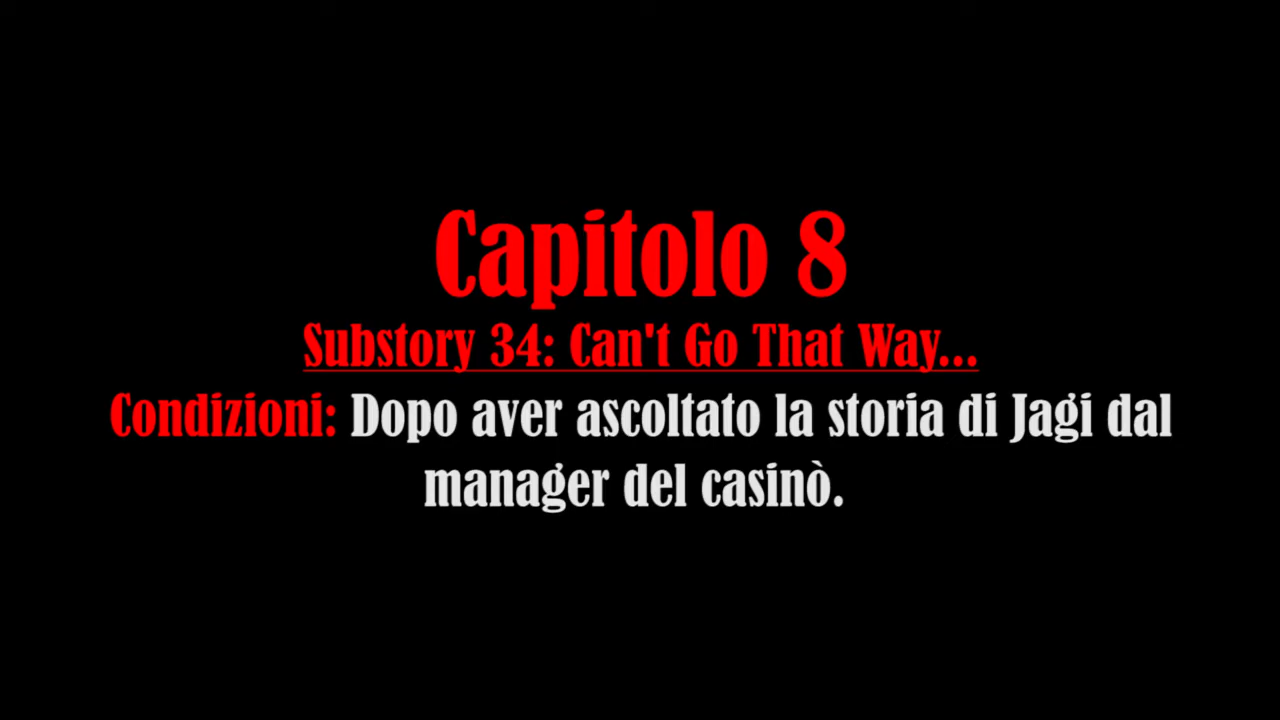 Capitolo 8
Substory 34: Can't Go That Way...
Condizioni: Dopo aver ascoltato la storia di Jagi dal
manager del casinò.